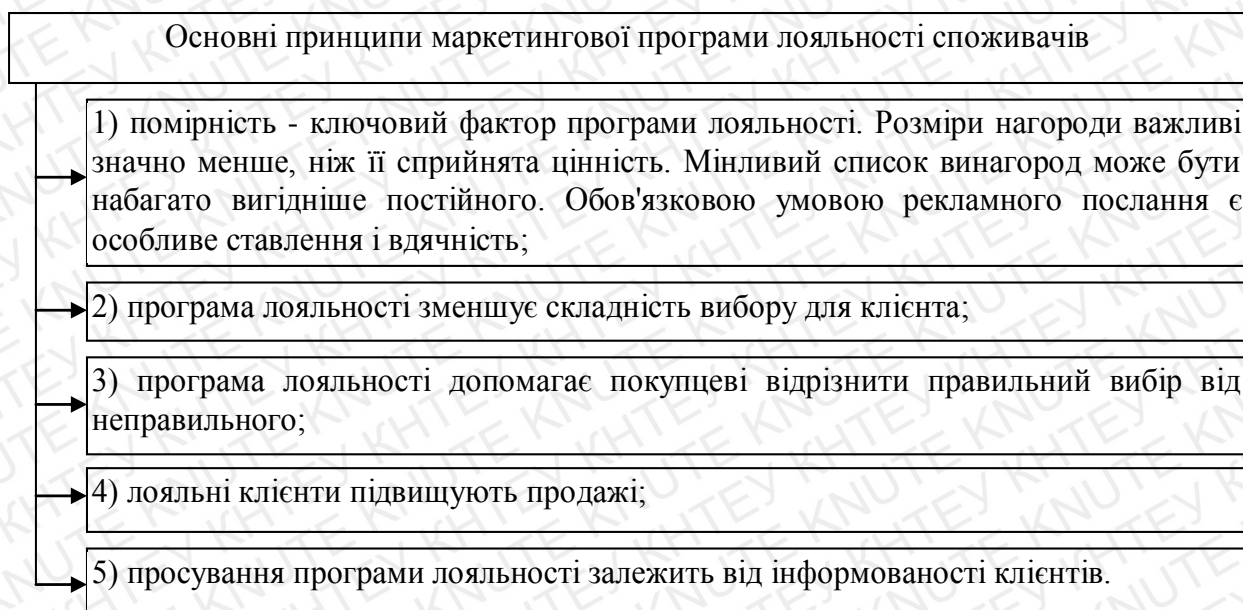 Основні принципи маркетингової програми лояльності споживачів
1) помірність - ключовий фактор програми лояльності. Розміри нагороди важливі
значно менше, ніж її сприйнята цінність. Мінливий список винагород може бути
набагато вигідніше постійного. Обов'язковою умовою рекламного послання є
особливе ставлення і вдячність;
2) програма лояльності зменшує складність вибору для клієнта;
3) програма лояльності допомагає покупцеві відрізнити правильний вибір від
неправильного;
4) лояльні клієнти підвищують продажі;
5) просування програми лояльності залежить від інформованості клієнтів.